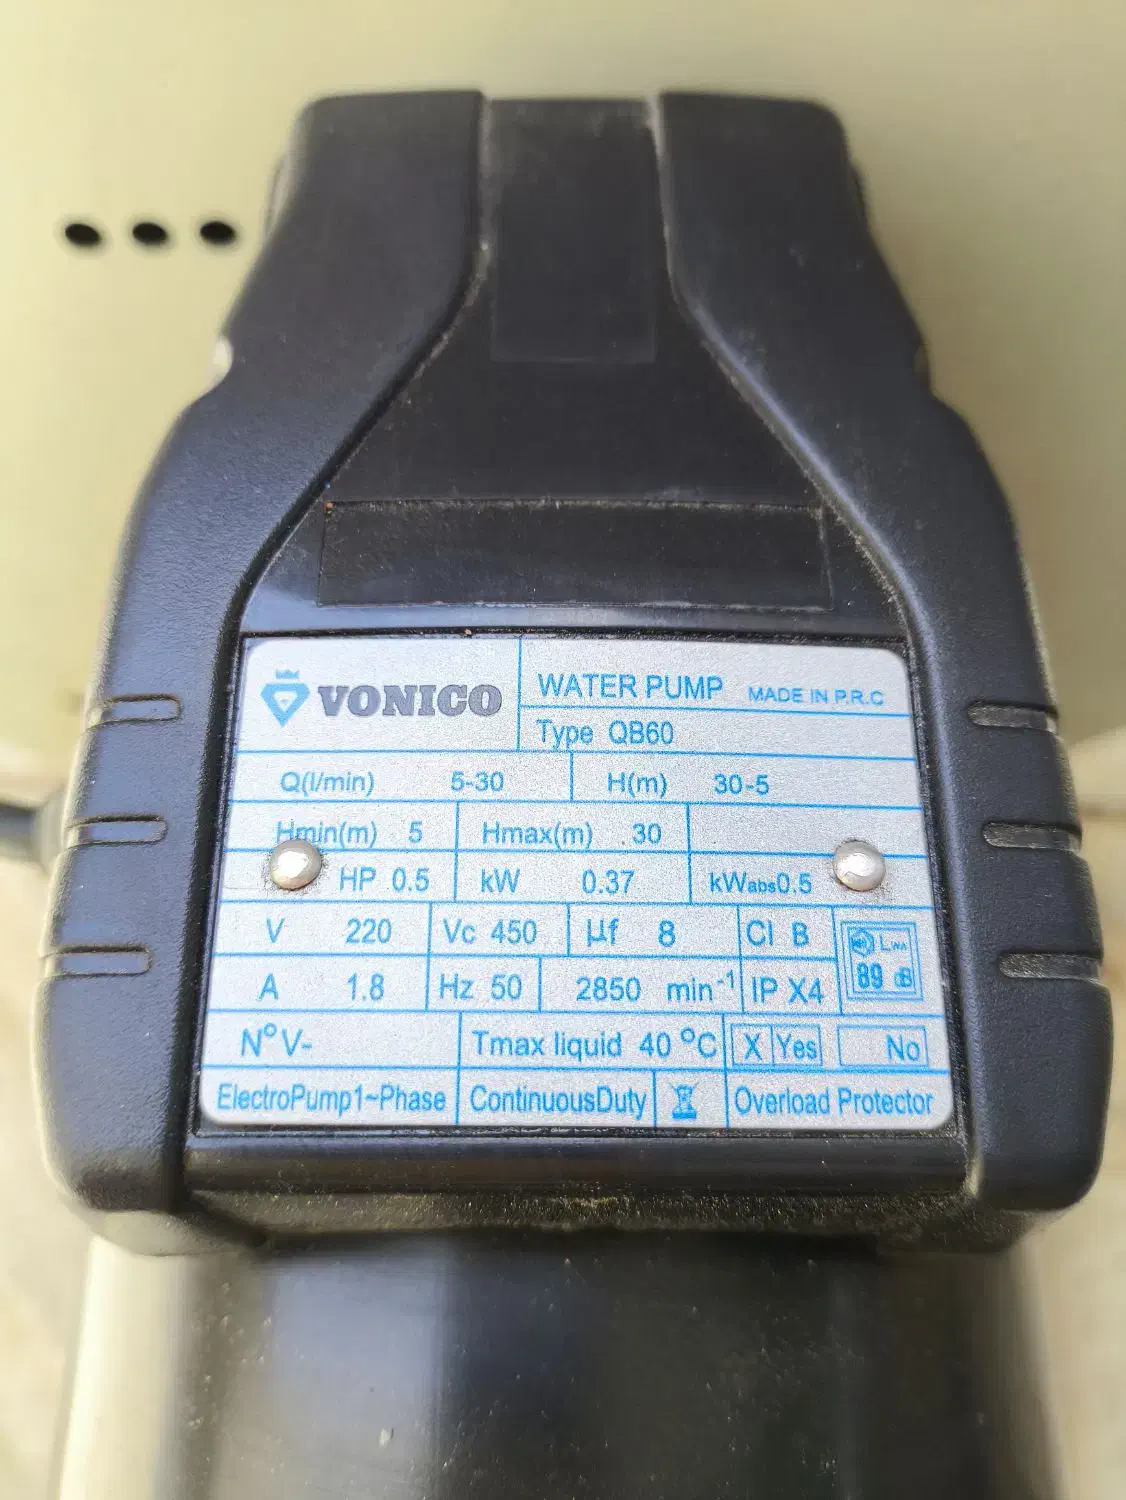 VONICO
WATER PUMP MADE IN P.R.C
Type QB60
Q(l/min) 5-30 H(m) 30-5
Hmin(m) 5 Hmax(m) 30
HP 0.5 kW 0.37 kWabs0.5
V 220 Vc 450 µf 8 Cl B
LWA
89 dB
A 1.8 Hz 50 2850 min-1 IP X4
N°V- Tmax liquid 40 °C X Yes No
ElectroPump1~Phase ContinuousDuty Overload Protector